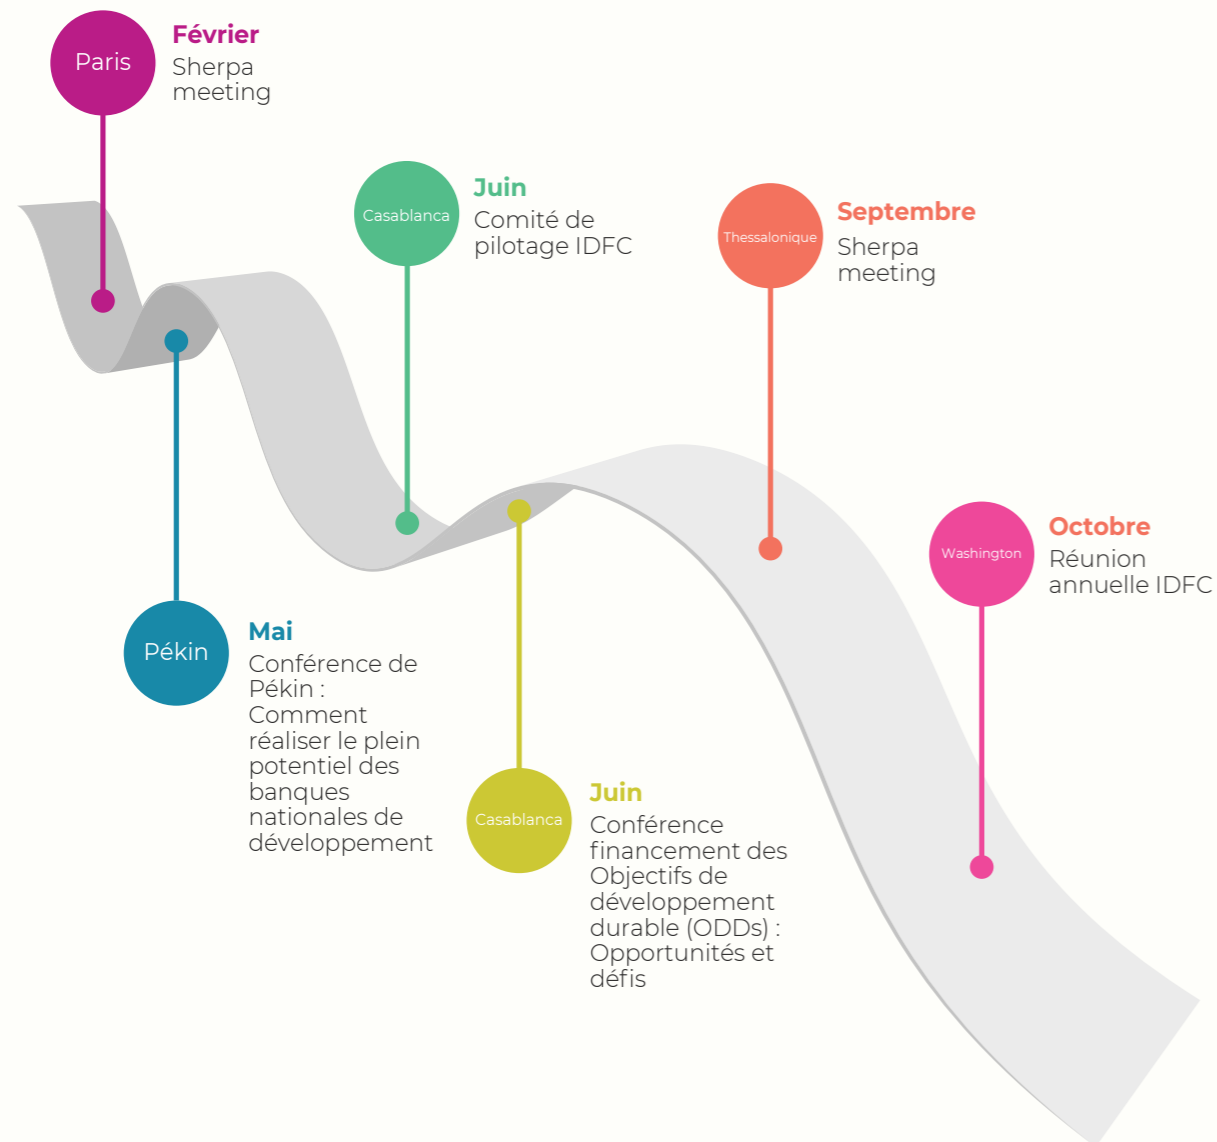 Paris
Février
Sherpa
meeting
Casablanca
Juin
Comité de
pilotage IDFC
Thessalonique
Septembre
Sherpa
meeting
Washington
Octobre
Réunion
annuelle IDFC
Pékin
Mai
Conférence de
Pékin :
Comment
réaliser le plein
potentiel des
banques
nationales de
développement
Casablanca
Juin
Conférence
financement des
Objectifs de
développement
durable (ODDs) :
Opportunités et
défis